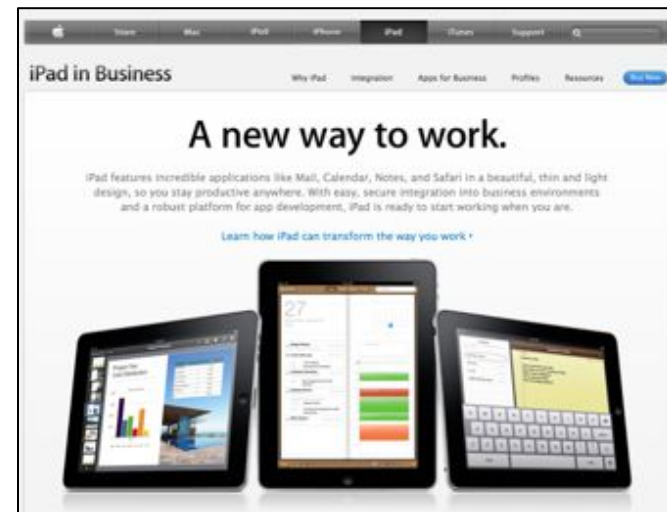 Store Mac iPod iPhone iPad iTunes Support
iPad in Business
Why iPad Integration Apps for Business Profiles Resources Buy Now
A new way to work.
iPad features incredible applications like Mail, Calendar, Notes, and Safari in a beautiful, thin and light
design, so you stay productive anywhere. With easy, secure integration into business environments
and a robust platform for app development, iPad is ready to start working when you are.
Learn how iPad can transform the way you work
27